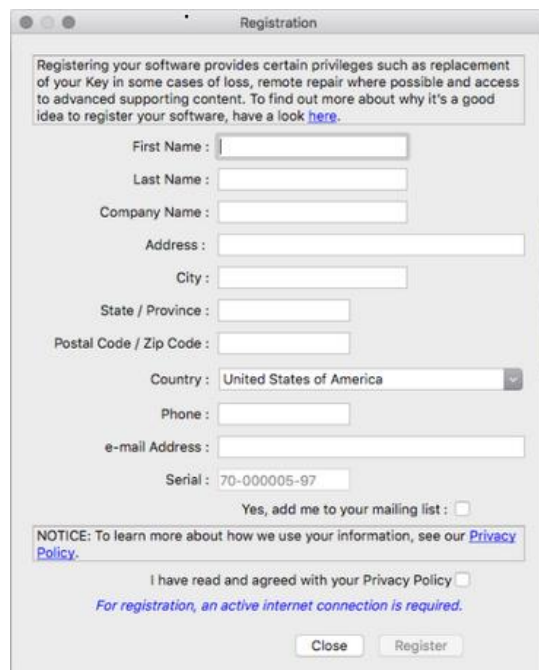 Registration
Registering your software provides certain privileges such as replacement
of your Key in some cases of loss, remote repair where possible and access
to advanced supporting content. To find out more about why it's a good
idea to register your software, have a look here.
First Name :
Last Name :
Company Name :
Address :
City :
State / Province :
Postal Code / Zip Code :
Country : United States of America
Phone :
e-mail Address :
Serial : 70-000005-97
Yes, add me to your mailing list :
NOTICE: To learn more about how we use your information, see our Privacy
Policy.
I have read and agreed with your Privacy Policy
For registration, an active internet connection is required.
Close Register